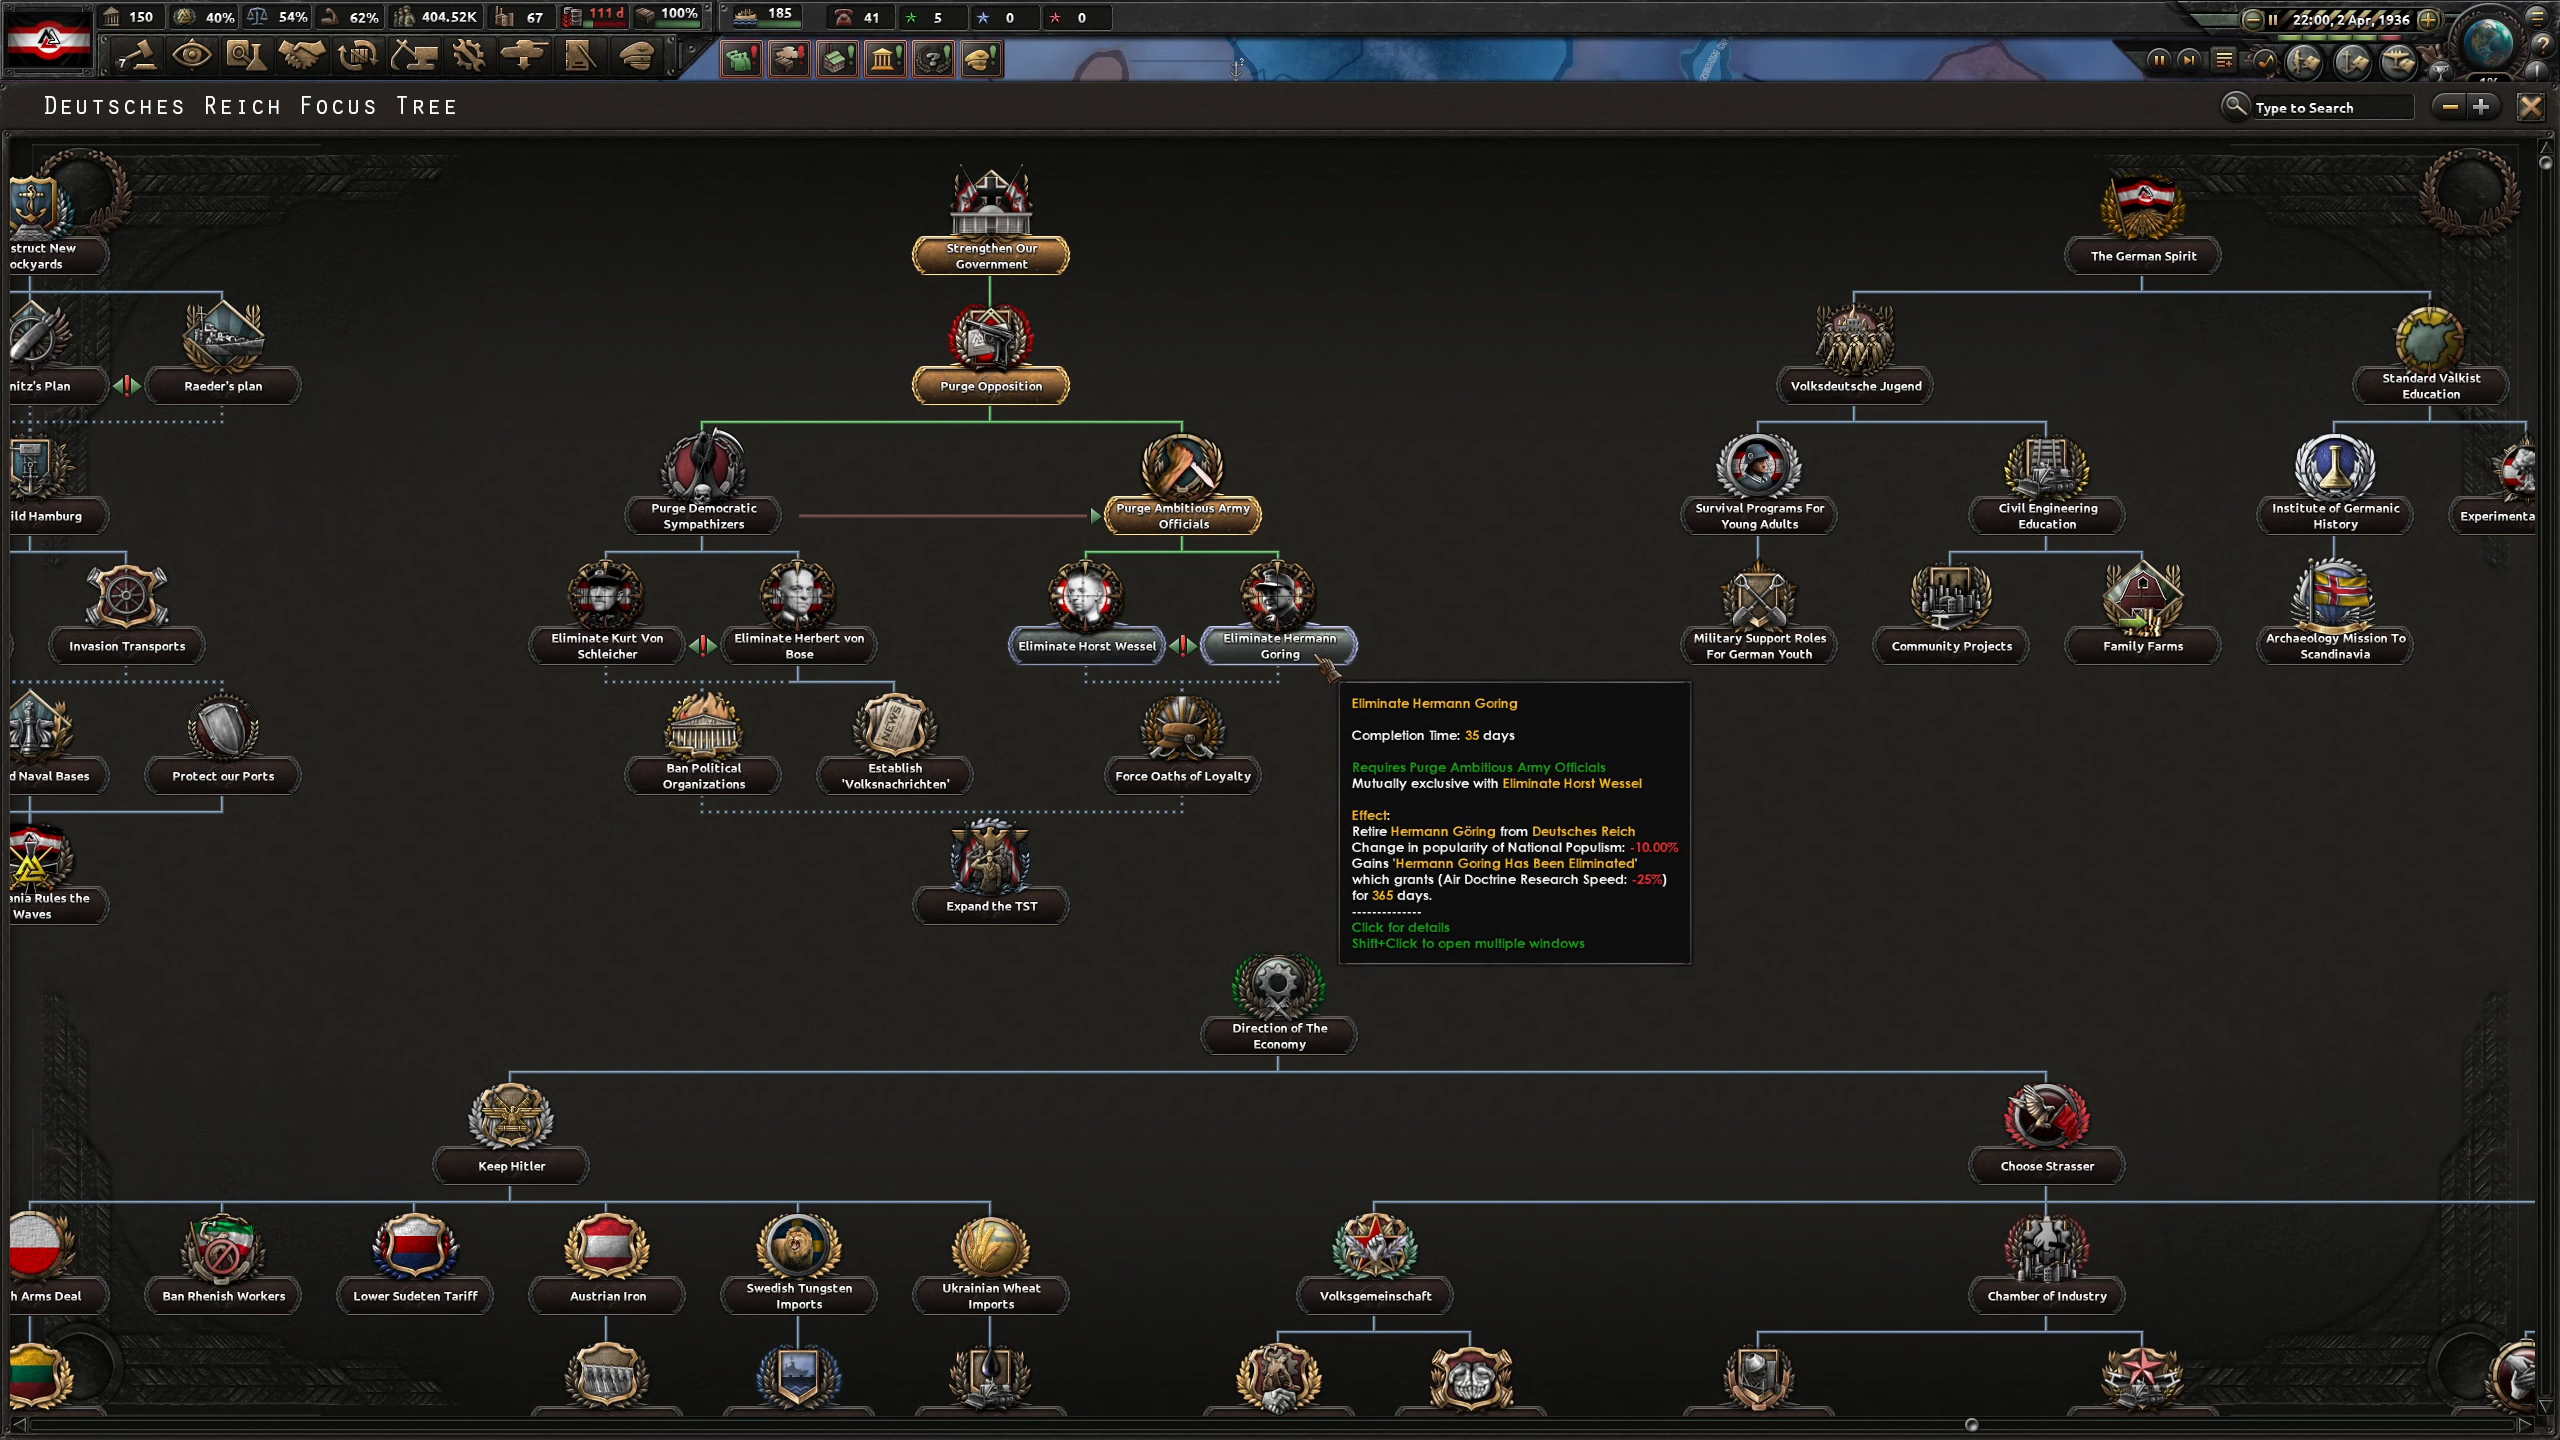 150
40%
54%
62%
404.52K
67
111 d
100%
185
41
5
0
0
22:00, 2 Apr, 1936
7
1%
Deutsches Reich Focus Tree
Type to Search
struct New
ockyards
Strengthen Our
Government
The German Spirit
nitz's Plan
Raeder's plan
Purge Opposition
Volksdeutsche Jugend
Standard Valkist
Education
ild Hamburg
Purge Democratic
Sympathizers
Purge Ambitious Army
Officials
Survival Programs For
Young Adults
Civil Engineering
Education
Institute of Germanic
History
Experimenta
Invasion Transports
Eliminate Kurt Von
Schleicher
Eliminate Herbert von
Bose
Eliminate Horst Wessel
Eliminate Hermann
Goring
Military Support Roles
For German Youth
Community Projects
Family Farms
Archaeology Mission To
Scandinavia
d Naval Bases
Protect our Ports
Ban Political
Organizations
NEWS
Establish
'Volksnachrichten'
Force Oaths of Loyalty
Eliminate Hermann Goring
Completion Time: 35 days
Requires Purge Ambitious Army Officials
Mutually exclusive with Eliminate Horst Wessel
Effect:
Retire Hermann Göring from Deutsches Reich
Change in popularity of National Populism: -10.00%
Gains 'Hermann Goring Has Been Eliminated'
which grants (Air Doctrine Research Speed: -25%)
for 365 days.
--------------
Click for details
Shift+Click to open multiple windows
ania Rules the
Waves
Expand the TST
Direction of The
Economy
Keep Hitler
Choose Strasser
h Arms Deal
Ban Rhenish Workers
Lower Sudeten Tariff
Austrian Iron
Swedish Tungsten
Imports
Ukrainian Wheat
Imports
Volksgemeinschaft
Chamber of Industry